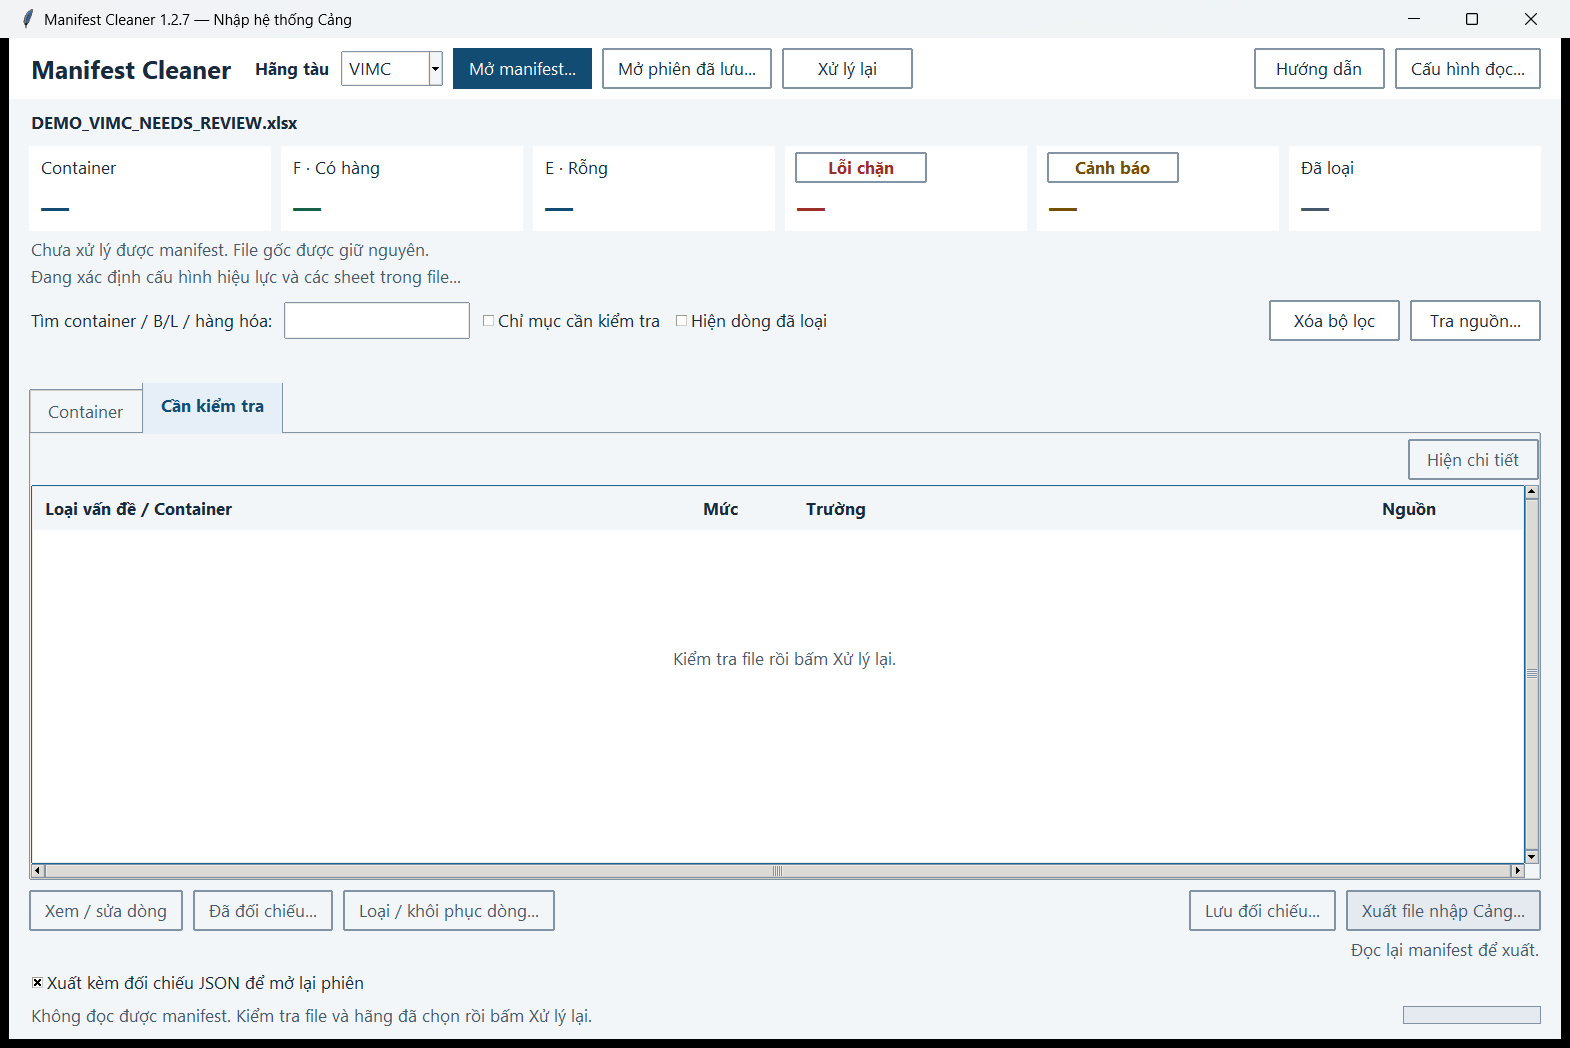 Manifest Cleaner 1.2.7 — Nhập hệ thống Cảng
Manifest Cleaner
Hãng tàu
VIMC
Mở manifest...
Mở phiên đã lưu...
Xử lý lại
Hướng dẫn
Cấu hình đọc...
DEMO_VIMC_NEEDS_REVIEW.xlsx
Container
F · Có hàng
E · Rỗng
Lỗi chặn
Cảnh báo
Đã loại
—
—
—
—
—
—
Chưa xử lý được manifest. File gốc được giữ nguyên.
Đang xác định cấu hình hiệu lực và các sheet trong file...
Tìm container / B/L / hàng hóa:
Chỉ mục cần kiểm tra
Hiện dòng đã loại
Xóa bộ lọc
Tra nguồn...
Container
Cần kiểm tra
Hiện chi tiết
Loại vấn đề / Container
Mức
Trường
Nguồn
Kiểm tra file rồi bấm Xử lý lại.
Xem / sửa dòng
Đã đối chiếu...
Loại / khôi phục dòng...
Lưu đối chiếu...
Xuất file nhập Cảng...
Đọc lại manifest để xuất.
Xuất kèm đối chiếu JSON để mở lại phiên
Không đọc được manifest. Kiểm tra file và hãng đã chọn rồi bấm Xử lý lại.